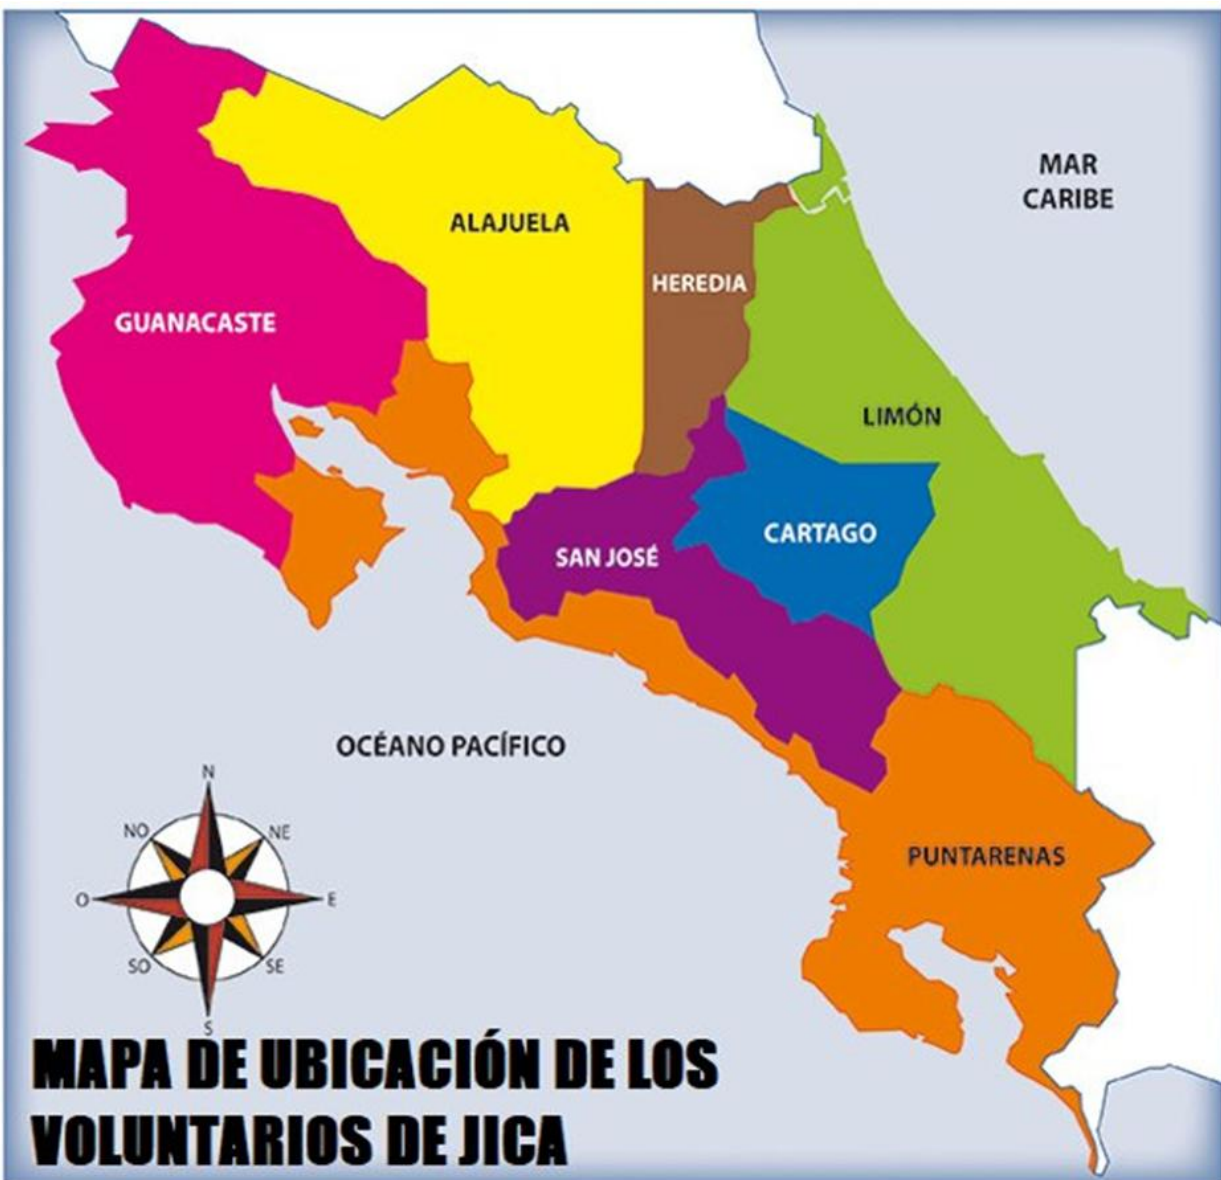 MAR
CARIBE
ALAJUELA
HEREDIA
GUANACASTE
LIMÓN
CARTAGO
SAN JOSÉ
OCÉANO PACÍFICO
PUNTARENAS
N
NO
NE
O
E
SO
SE
S
MAPA DE UBICACIÓN DE LOS
VOLUNTARIOS DE JICA